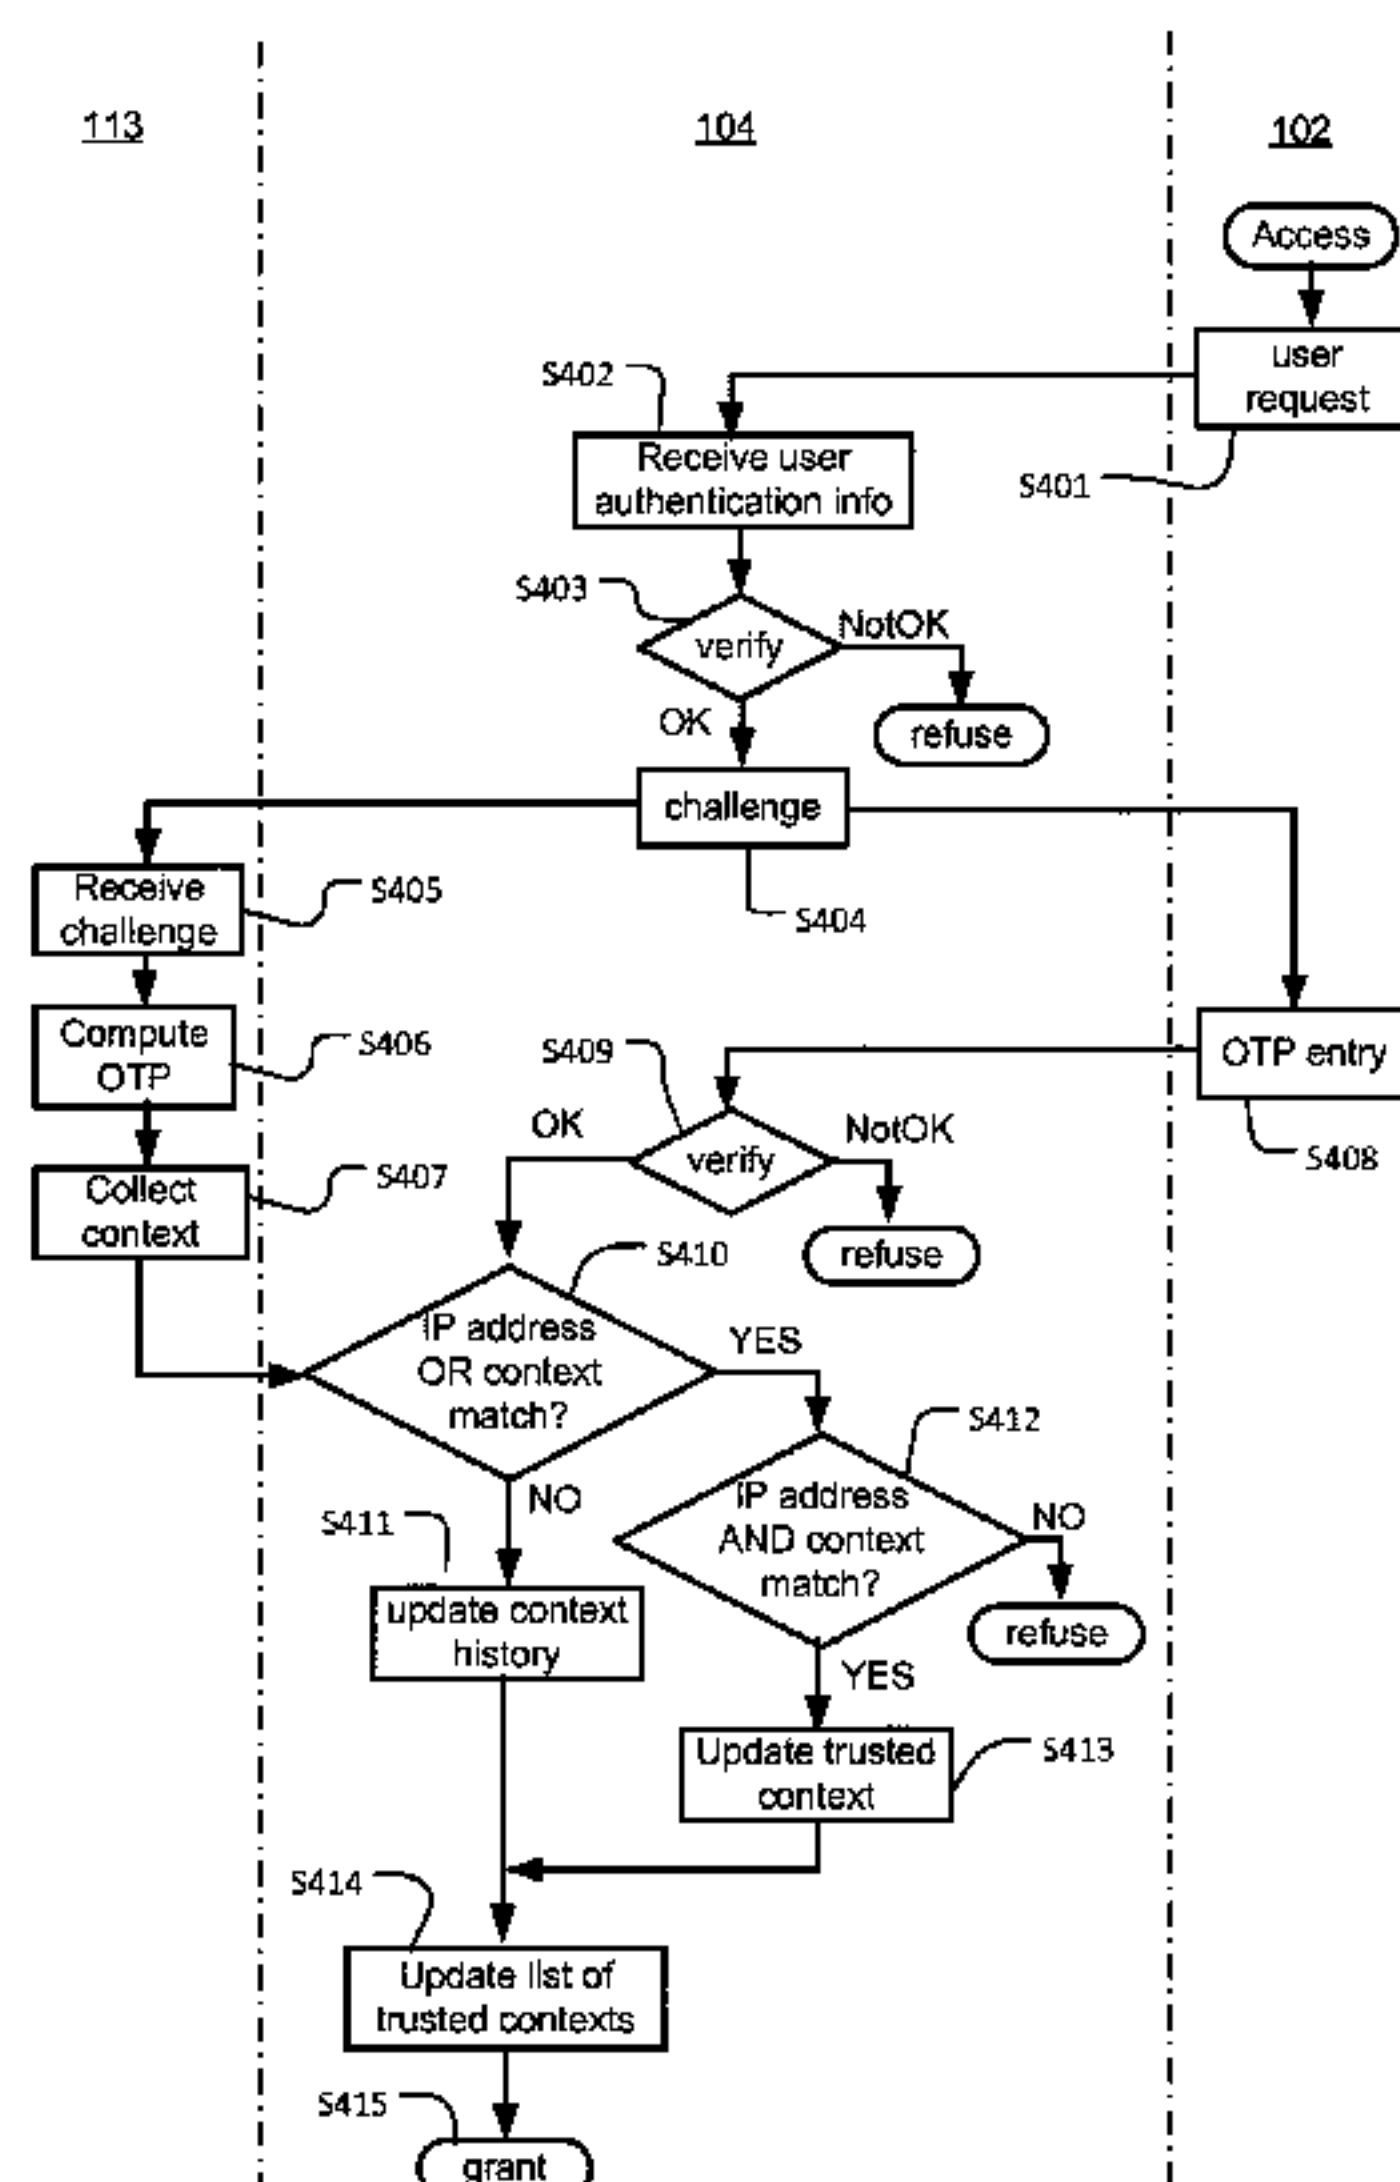 113
104
102
Access
user
request
S401
S402
Receive user
authentication info
S403
verify
NotOK
refuse
OK
challenge
S404
Receive
challenge
S405
Compute
OTP
S406
Collect
context
S407
OTP entry
S408
S409
OK
verify
NotOK
refuse
S410
IP address
OR context
match?
YES
NO
S412
IP address
AND context
match?
NO
refuse
YES
S411
update context
history
Update trusted
context
S413
S414
Update list of
trusted contexts
S415
grant